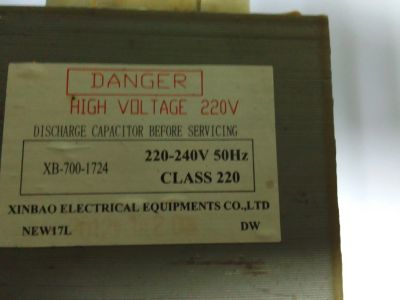 DANGER
HIGH VOLTAGE 220V
DISCHARGE CAPACITOR BEFORE SERVICING
XB-700-1724
220-240V 50Hz
CLASS 220
XINBAO ELECTRICAL EQUIPMENTS CO.,LTD
NEW17L DW